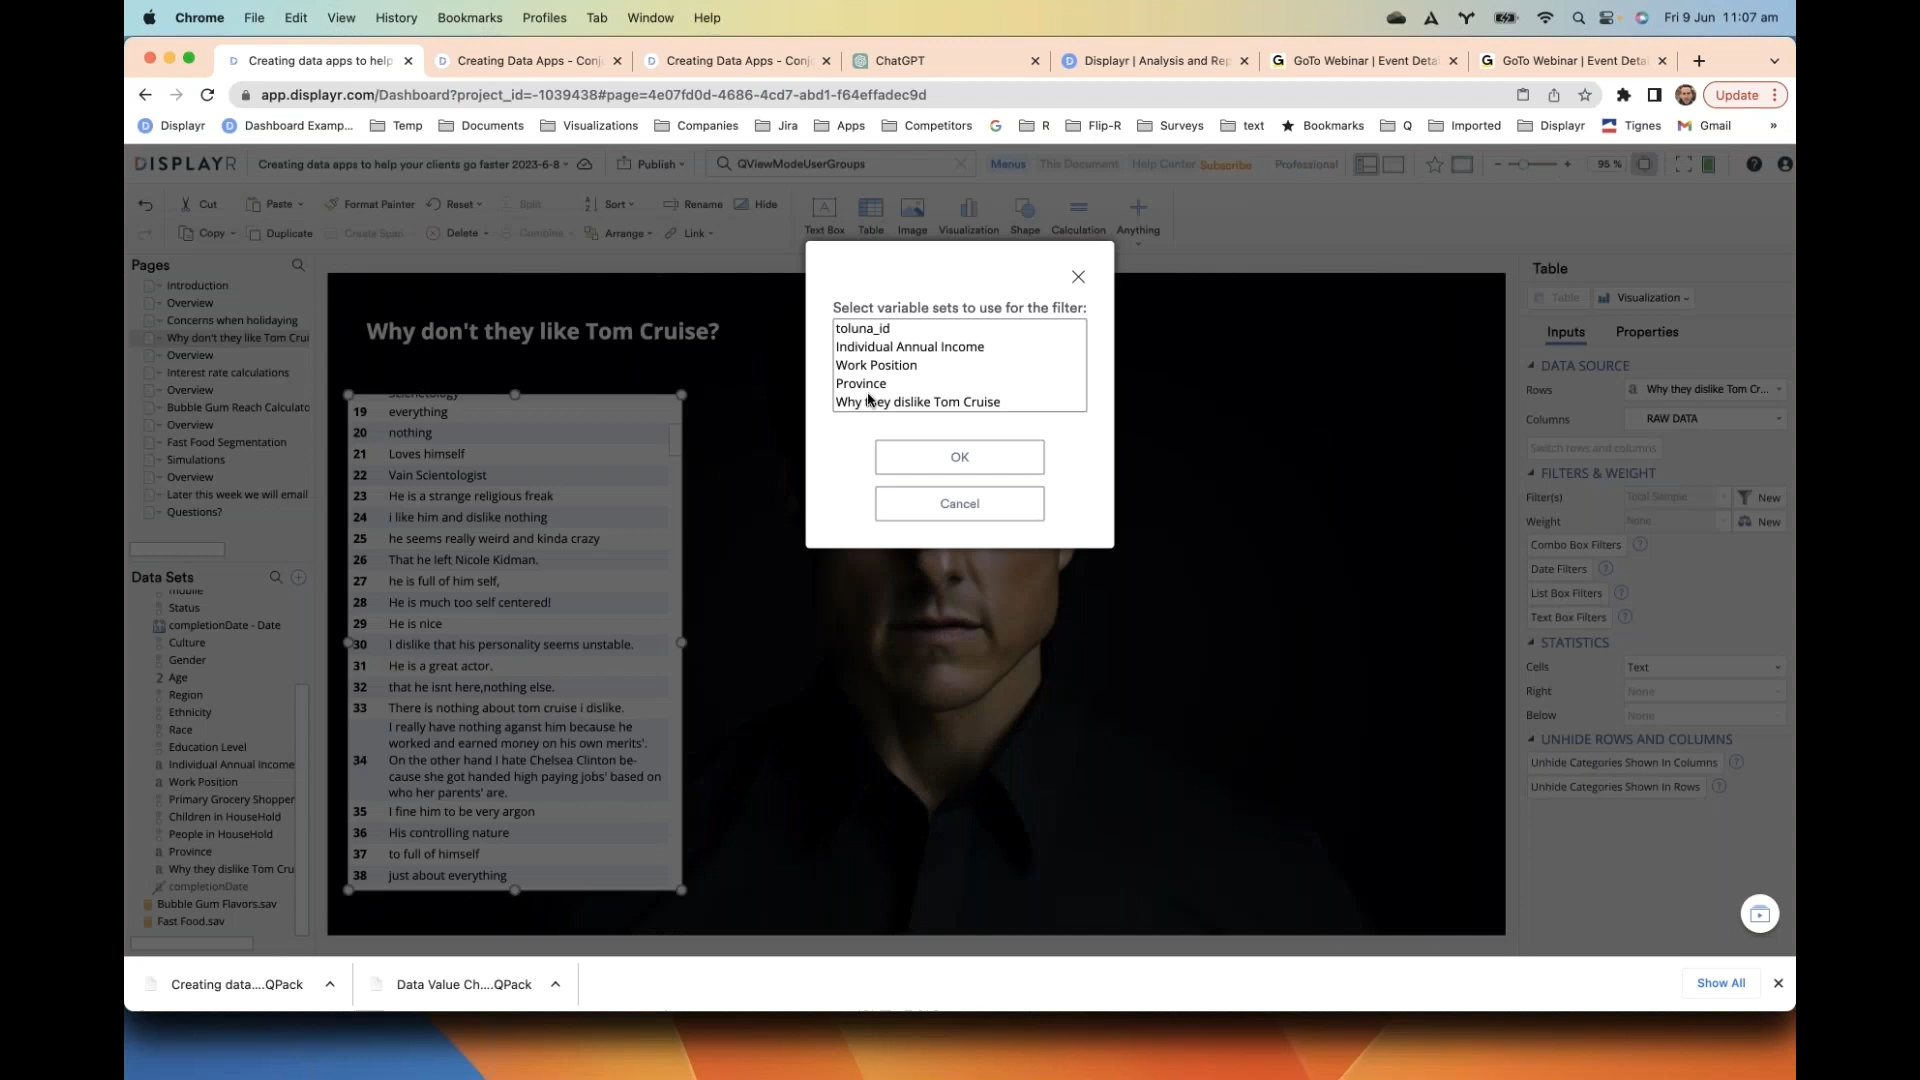 Chrome File Edit View History Bookmarks Profiles Tab Window Help Fri 9 Jun 11:07 am
Creating data apps to help Creating Data Apps - Conj Creating Data Apps - Conj ChatGPT Displayr | Analysis and Rep GoTo Webinar | Event Detai GoTo Webinar | Event Detai
app.displayr.com/Dashboard?project_id=-1039438#page=4e07fd0d-4686-4cd7-abd1-f64effadec9d Update
Displayr Dashboard Examp... Temp Documents Visualizations Companies Jira Apps Competitors R Flip-R Surveys text Bookmarks Q Imported Displayr Tignes Gmail »
DISPLAYR Creating data apps to help your clients go faster 2023-6-8 Publish QViewModeUserGroups Menus This Document Help Center Subscribe Professional 95 %
Cut Paste Format Painter Reset Split Sort Rename Hide
Copy Duplicate Create Span Delete Combine Arrange Link
Text Box Table Image Visualization Shape Calculation Anything
Pages
Introduction
Overview
Concerns when holidaying
Why don't they like Tom Crui
Overview
Interest rate calculations
Overview
Bubble Gum Reach Calculato
Overview
Fast Food Segmentation
Simulations
Overview
Later this week we will email
Questions?
Data Sets
mobile
Status
completionDate - Date
Culture
Gender
2 Age
Region
Ethnicity
Race
Education Level
a Individual Annual Income
a Work Position
Primary Grocery Shopper
Children in HouseHold
People in HouseHold
a Province
a Why they dislike Tom Cru
completionDate
Bubble Gum Flavors.sav
Fast Food.sav
Why don't they like Tom Cruise?
19 everything
20 nothing
21 Loves himself
22 Vain Scientologist
23 He is a strange religious freak
24 i like him and dislike nothing
25 he seems really weird and kinda crazy
26 That he left Nicole Kidman.
27 he is full of him self,
28 He is much too self centered!
29 He is nice
30 I dislike that his personality seems unstable.
31 He is a great actor.
32 that he isnt here,nothing else.
33 There is nothing about tom cruise i dislike.
I really have nothing aganst him because he
worked and earned money on his own merits'.
34 On the other hand I hate Chelsea Clinton be-
cause she got handed high paying jobs' based on
who her parents' are.
35 I fine him to be very argon
36 His controlling nature
37 to full of himself
38 just about everything
Select variable sets to use for the filter:
toluna_id
Individual Annual Income
Work Position
Province
Why they dislike Tom Cruise
OK
Cancel
Table
Table Visualization
Inputs Properties
DATA SOURCE
Rows a Why they dislike Tom Cr...
Columns RAW DATA
Switch rows and columns
FILTERS & WEIGHT
Filter(s) Total Sample New
Weight None New
Combo Box Filters ?
Date Filters ?
List Box Filters ?
Text Box Filters ?
STATISTICS
Cells Text
Right None
Below None
UNHIDE ROWS AND COLUMNS
Unhide Categories Shown In Columns ?
Unhide Categories Shown In Rows ?
Creating data....QPack Data Value Ch....QPack Show All